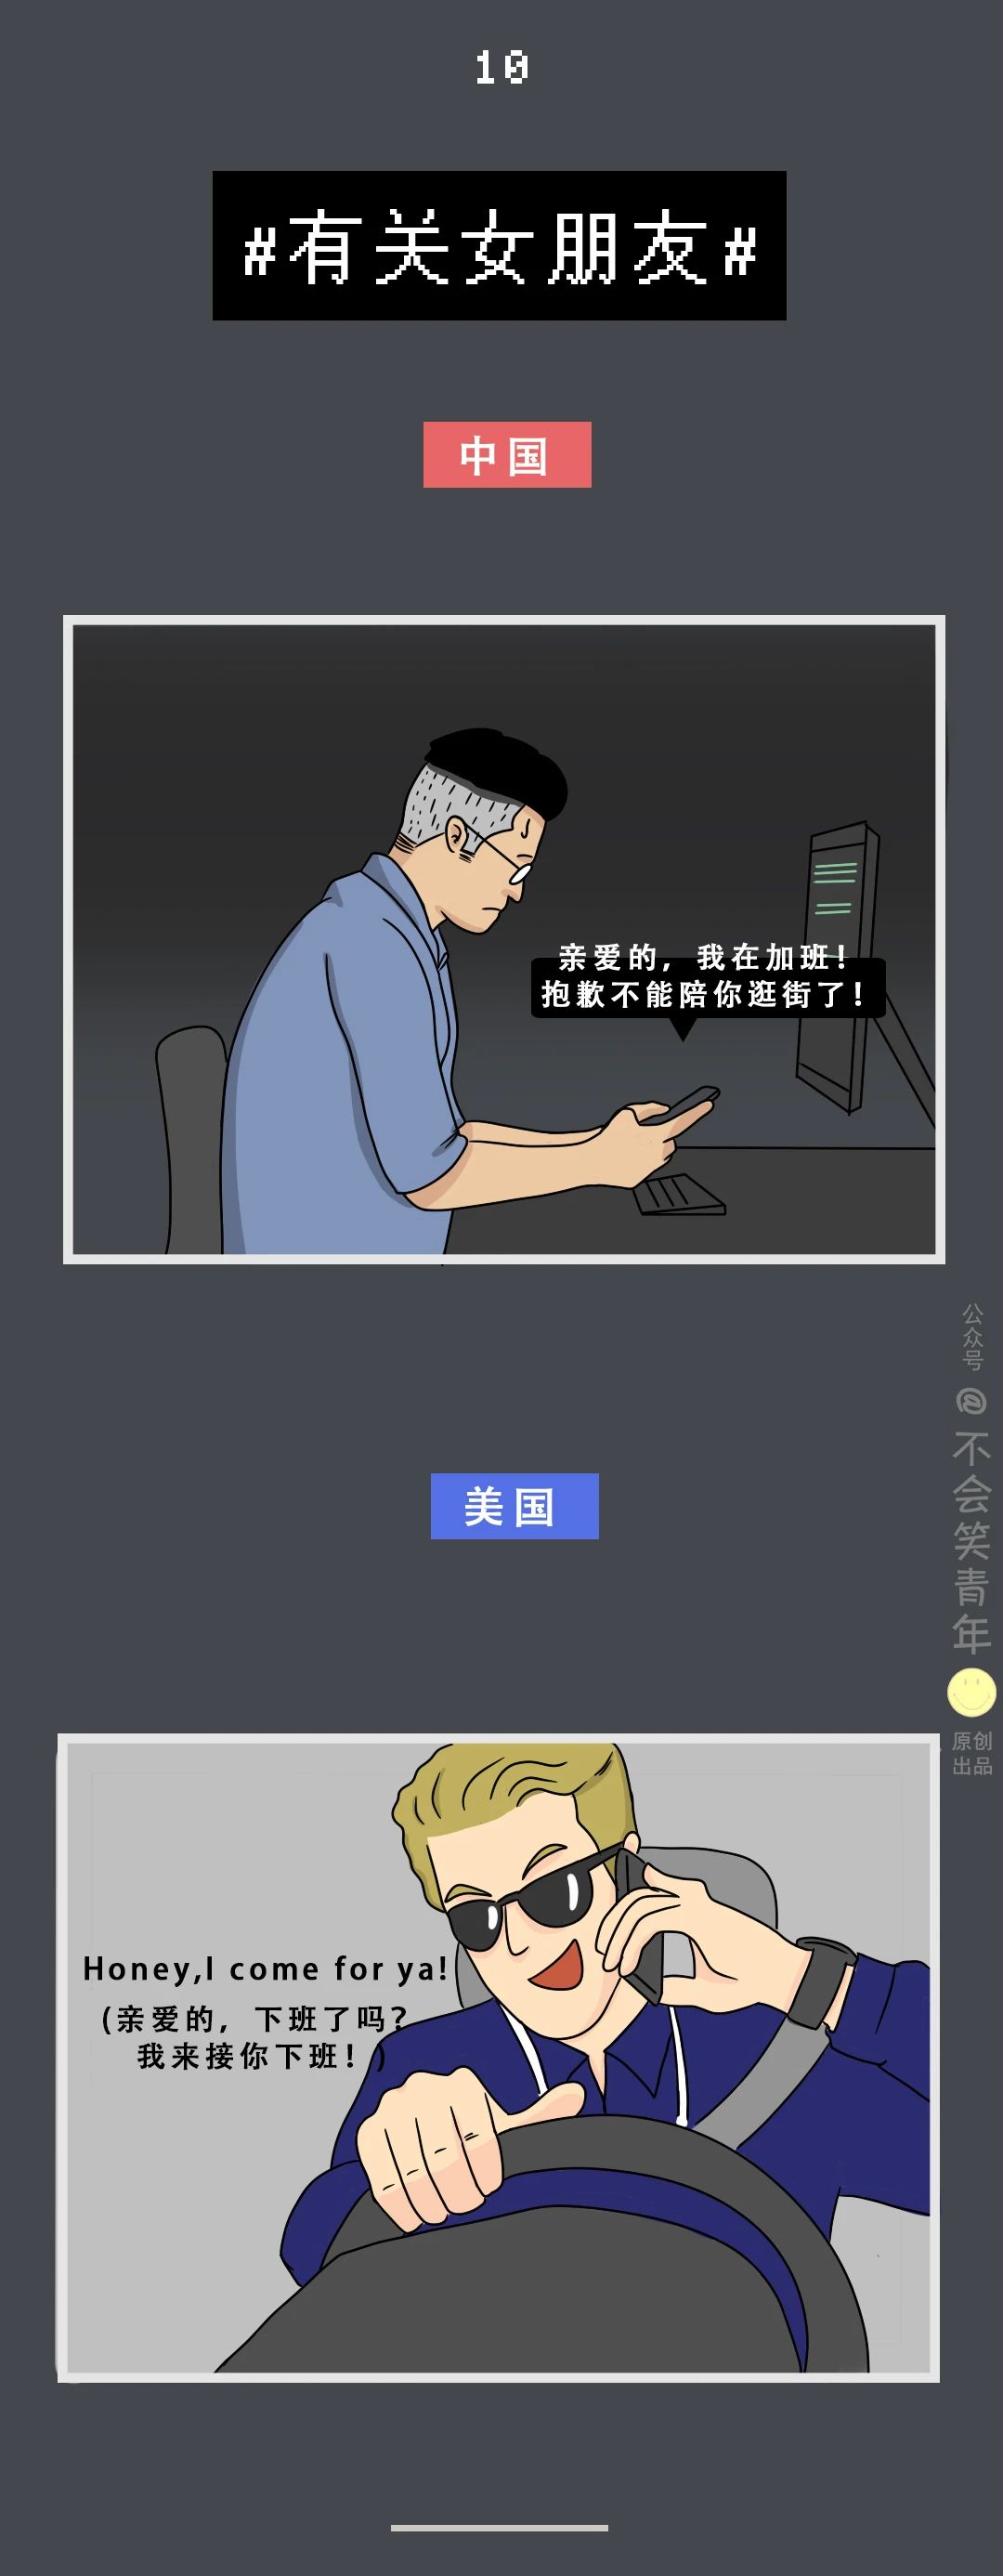 10
#有关女朋友#
中国
亲爱的，我在加班！
抱歉不能陪你逛街了！
公众号
@不会笑青年
原创
出品
美国
Honey,I come for ya!
(亲爱的，下班了吗？
我来接你下班！)